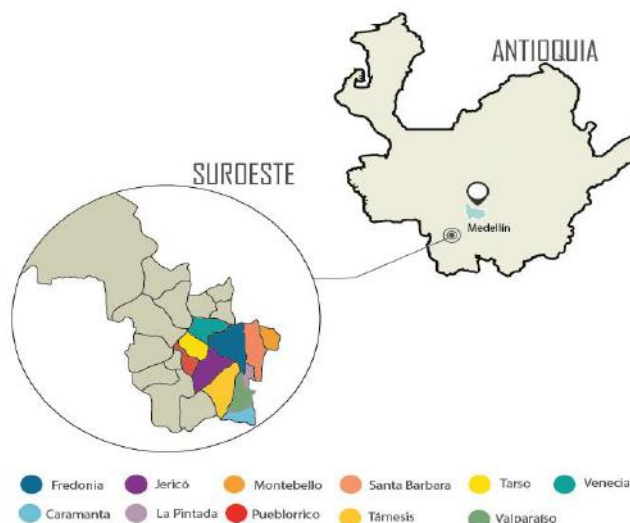 ANTIOQUIA
SUROESTE
Medellín
Fredonia Jericó Montebello Santa Barbara Tarso Venecia
Caramanta La Pintada Pueblorrico Támesis Valparaíso